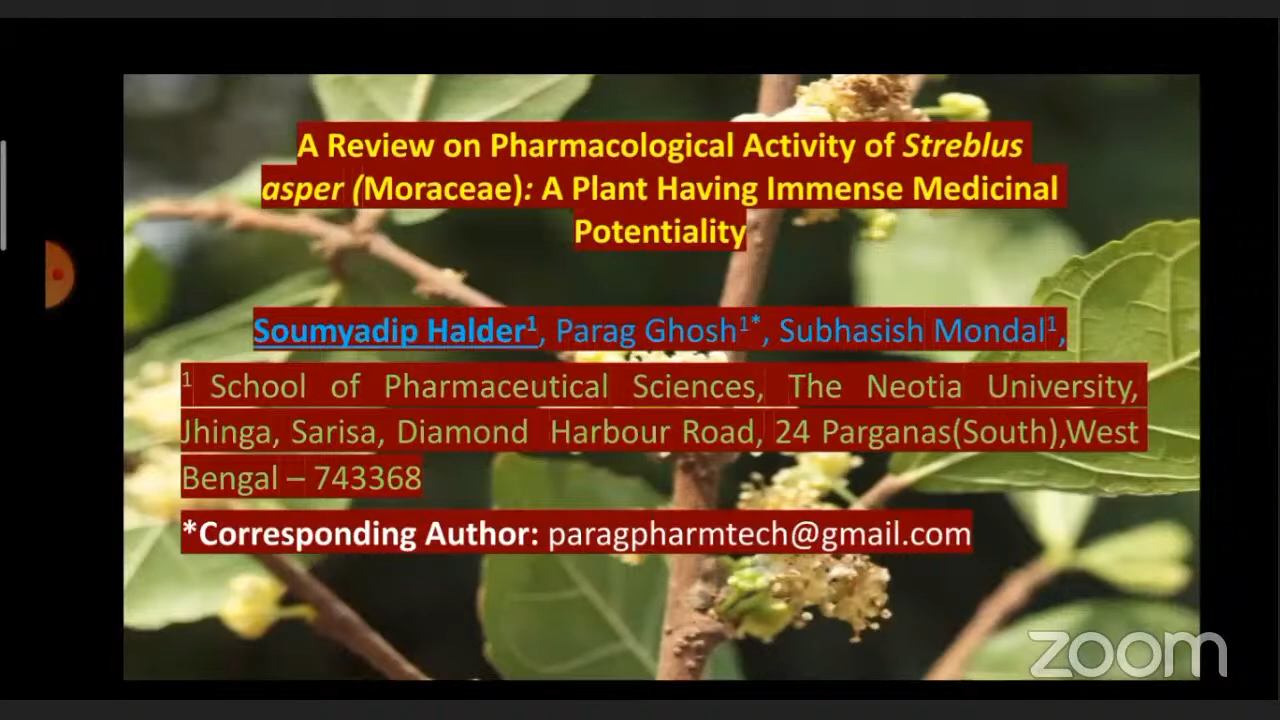 A Review on Pharmacological Activity of Streblus
asper (Moraceae): A Plant Having Immense Medicinal
Potentiality
Soumyadip Halder¹, Parag Ghosh¹*, Subhasish Mondal¹,
¹ School of Pharmaceutical Sciences, The Neotia University,
Jhinga, Sarisa, Diamond Harbour Road, 24 Parganas(South),West
Bengal – 743368
*Corresponding Author: paragpharmtech@gmail.com
zoom